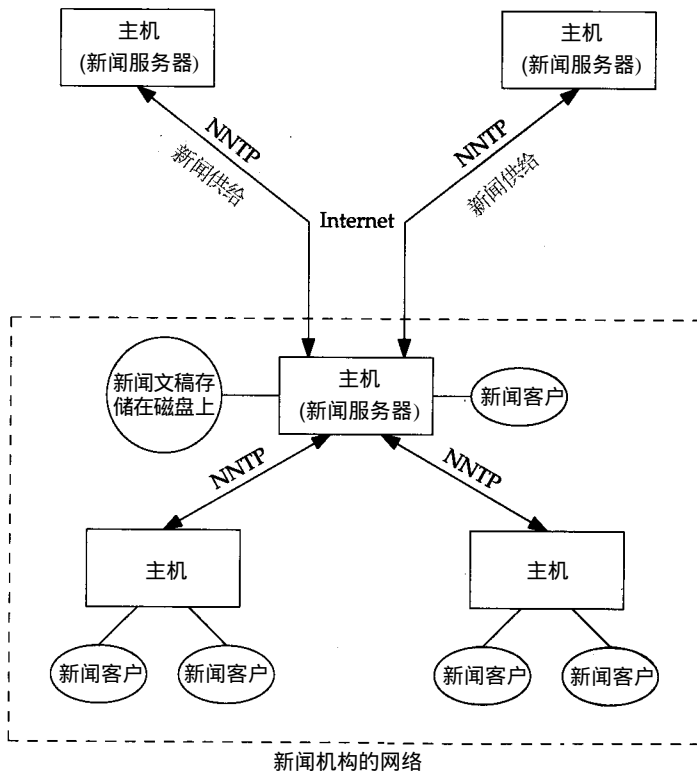 主机
(新闻服务器)
主机
(新闻服务器)
NNTP
新闻供给
NNTP
新闻供给
Internet
新闻文稿存
储在磁盘上
主机
(新闻服务器)
新闻客户
NNTP
NNTP
主机
主机
新闻客户
新闻客户
新闻客户
新闻客户
新闻机构的网络